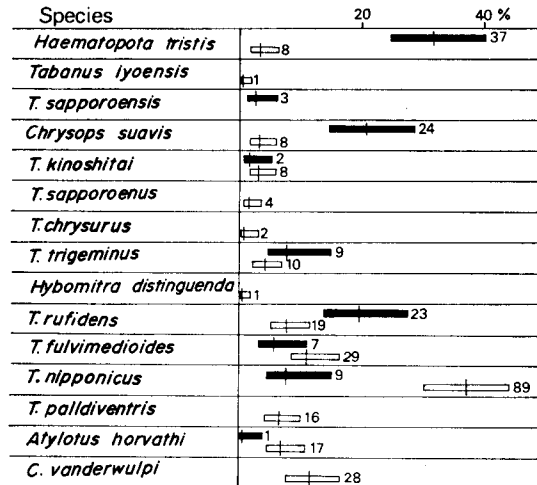 Species 20 40 %
Haematopota tristis 37
8
Tabanus iyoensis 1
T. sapporoensis 3
Chrysops suavis 24
8
T. kinoshitai 2
8
T. sapporoenus 4
T. chrysurus 2
T. trigeminus 9
10
Hybomitra distinguenda 1
T. rufidens 23
19
T. fulvimedioides 7
29
T. nipponicus 9
89
T. palldiventris 16
Atylotus horvathi 1
17
C. vanderwulpi 28